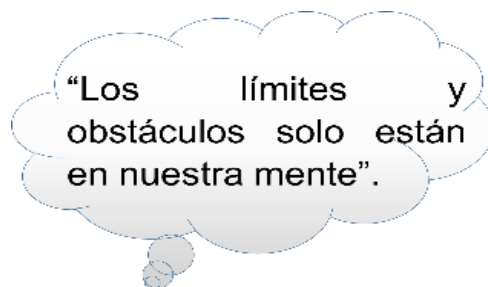 “Los límites y
obstáculos solo están
en nuestra mente”.